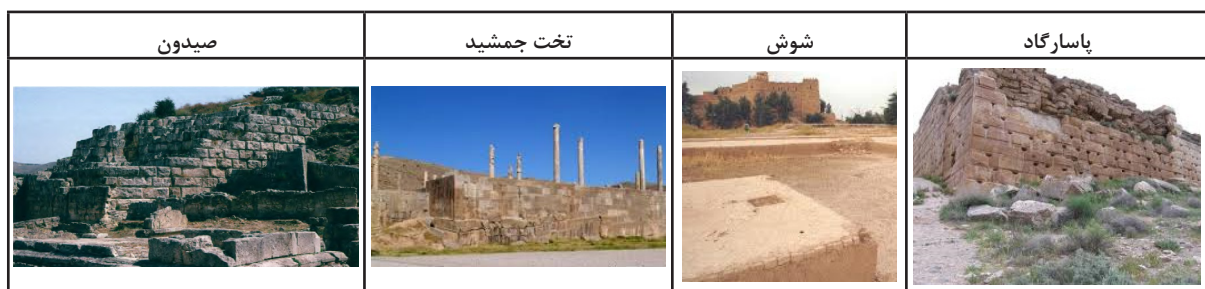 پاسارگاد
شوش
تخت جمشید
صیدون